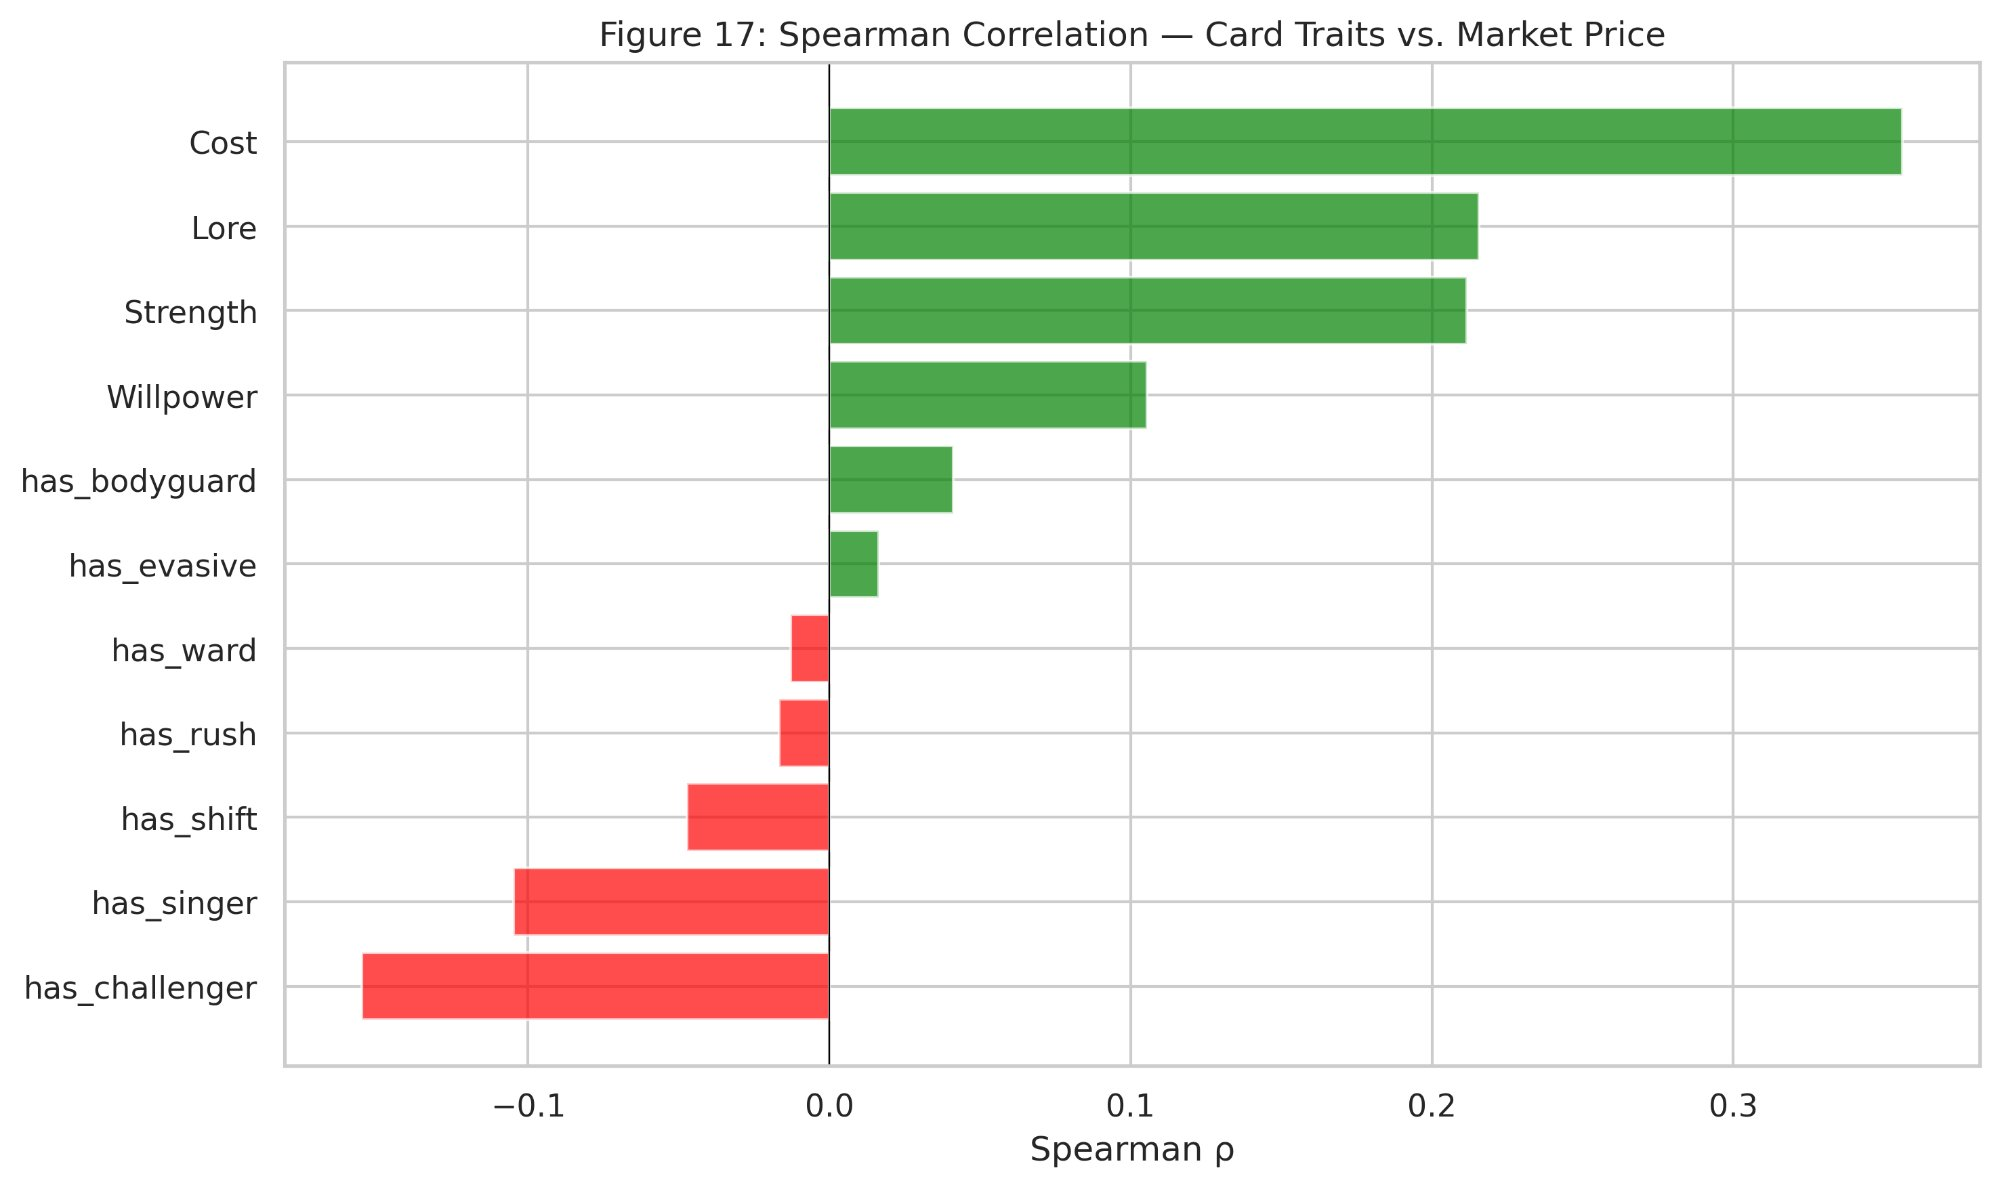 Figure 17: Spearman Correlation — Card Traits vs. Market Price
Cost
Lore
Strength
Willpower
has_bodyguard
has_evasive
has_ward
has_rush
has_shift
has_singer
has_challenger
−0.1 0.0 0.1 0.2 0.3
Spearman ρ